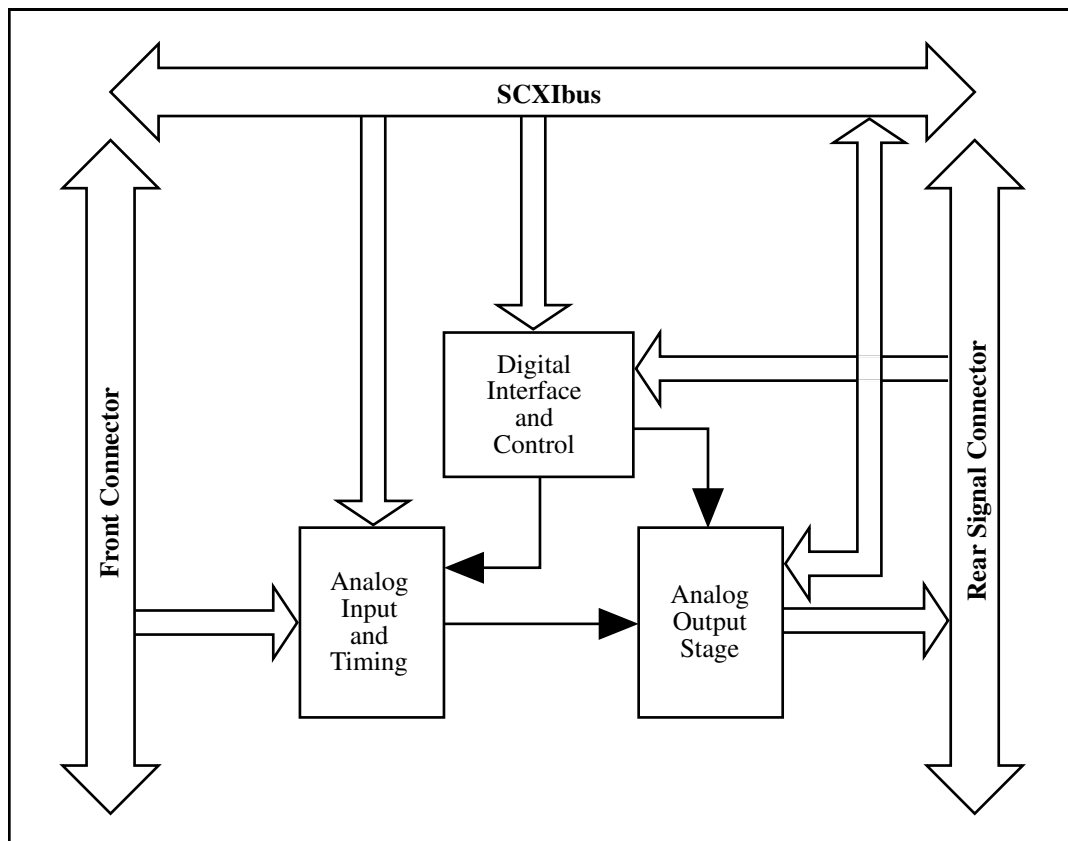 SCXIbus
Front Connector
Digital
Interface
and
Control
Rear Signal Connector
Analog
Input
and
Timing
Analog
Output
Stage